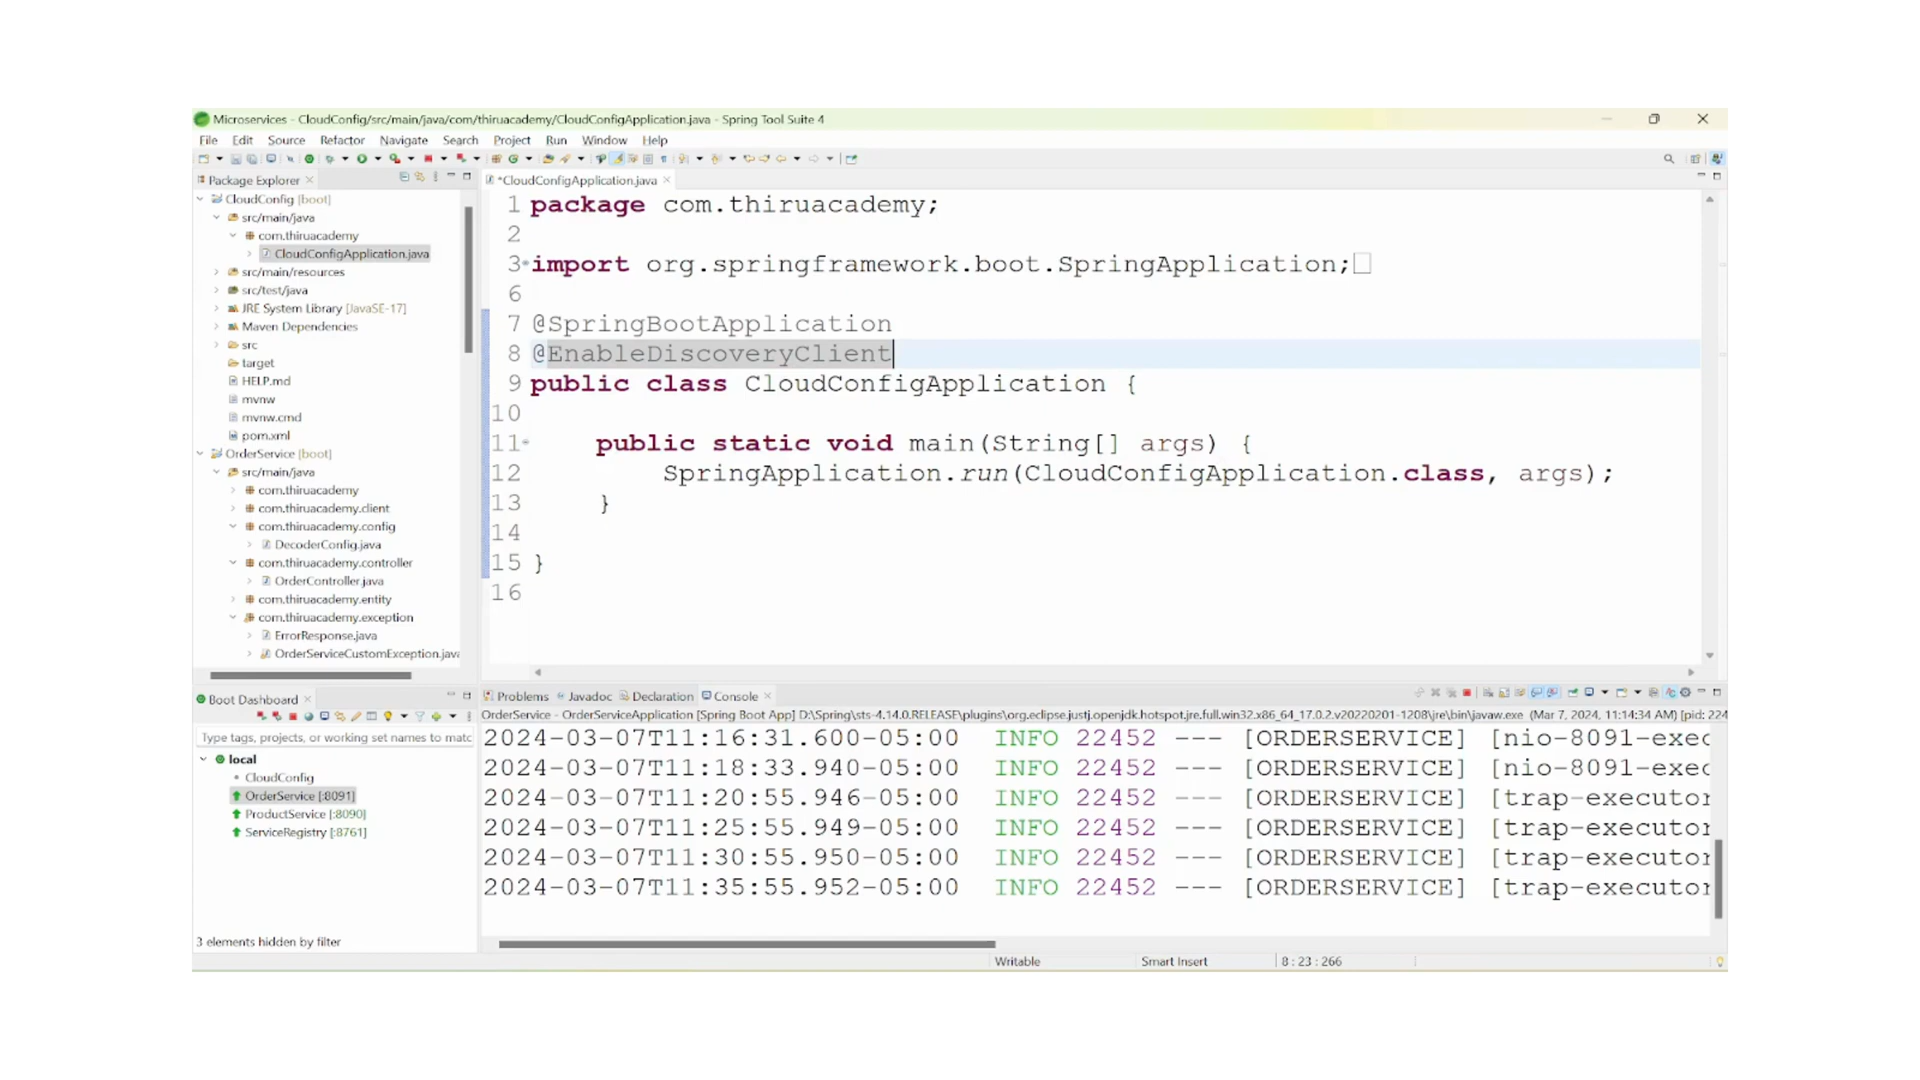 Microservices - CloudConfig/src/main/java/com/thiruacademy/CloudConfigApplication.java - Spring Tool Suite 4
File Edit Source Refactor Navigate Search Project Run Window Help
Package Explorer
CloudConfig [boot]
src/main/java
com.thiruacademy
CloudConfigApplication.java
src/main/resources
src/test/java
JRE System Library [JavaSE-17]
Maven Dependencies
src
target
HELP.md
mvnw
mvnw.cmd
pom.xml
OrderService [boot]
src/main/java
com.thiruacademy
com.thiruacademy.client
com.thiruacademy.config
DecoderConfig.java
com.thiruacademy.controller
OrderController.java
com.thiruacademy.entity
com.thiruacademy.exception
ErrorResponse.java
OrderServiceCustomException.java
*CloudConfigApplication.java
1 package com.thiruacademy;
2
3 import org.springframework.boot.SpringApplication;
6
7 @SpringBootApplication
8 @EnableDiscoveryClient
9 public class CloudConfigApplication {
10
11 public static void main(String[] args) {
12 SpringApplication.run(CloudConfigApplication.class, args);
13 }
14
15 }
16
Boot Dashboard
Type tags, projects, or working set names to matc
local
CloudConfig
OrderService [:8091]
ProductService [:8090]
ServiceRegistry [:8761]
3 elements hidden by filter
Problems Javadoc Declaration Console
OrderService - OrderServiceApplication [Spring Boot App] D:\Spring\sts-4.14.0.RELEASE\plugins\org.eclipse.justj.openjdk.hotspot.jre.full.win32.x86_64_17.0.2.v20220201-1208\jre\bin\javaw.exe (Mar 7, 2024, 11:14:34 AM) [pid: 224
2024-03-07T11:16:31.600-05:00 INFO 22452 --- [ORDERSERVICE] [nio-8091-exec
2024-03-07T11:18:33.940-05:00 INFO 22452 --- [ORDERSERVICE] [nio-8091-exec
2024-03-07T11:20:55.946-05:00 INFO 22452 --- [ORDERSERVICE] [trap-executor
2024-03-07T11:25:55.949-05:00 INFO 22452 --- [ORDERSERVICE] [trap-executor
2024-03-07T11:30:55.950-05:00 INFO 22452 --- [ORDERSERVICE] [trap-executor
2024-03-07T11:35:55.952-05:00 INFO 22452 --- [ORDERSERVICE] [trap-executor
Writable Smart Insert 8 : 23 : 266